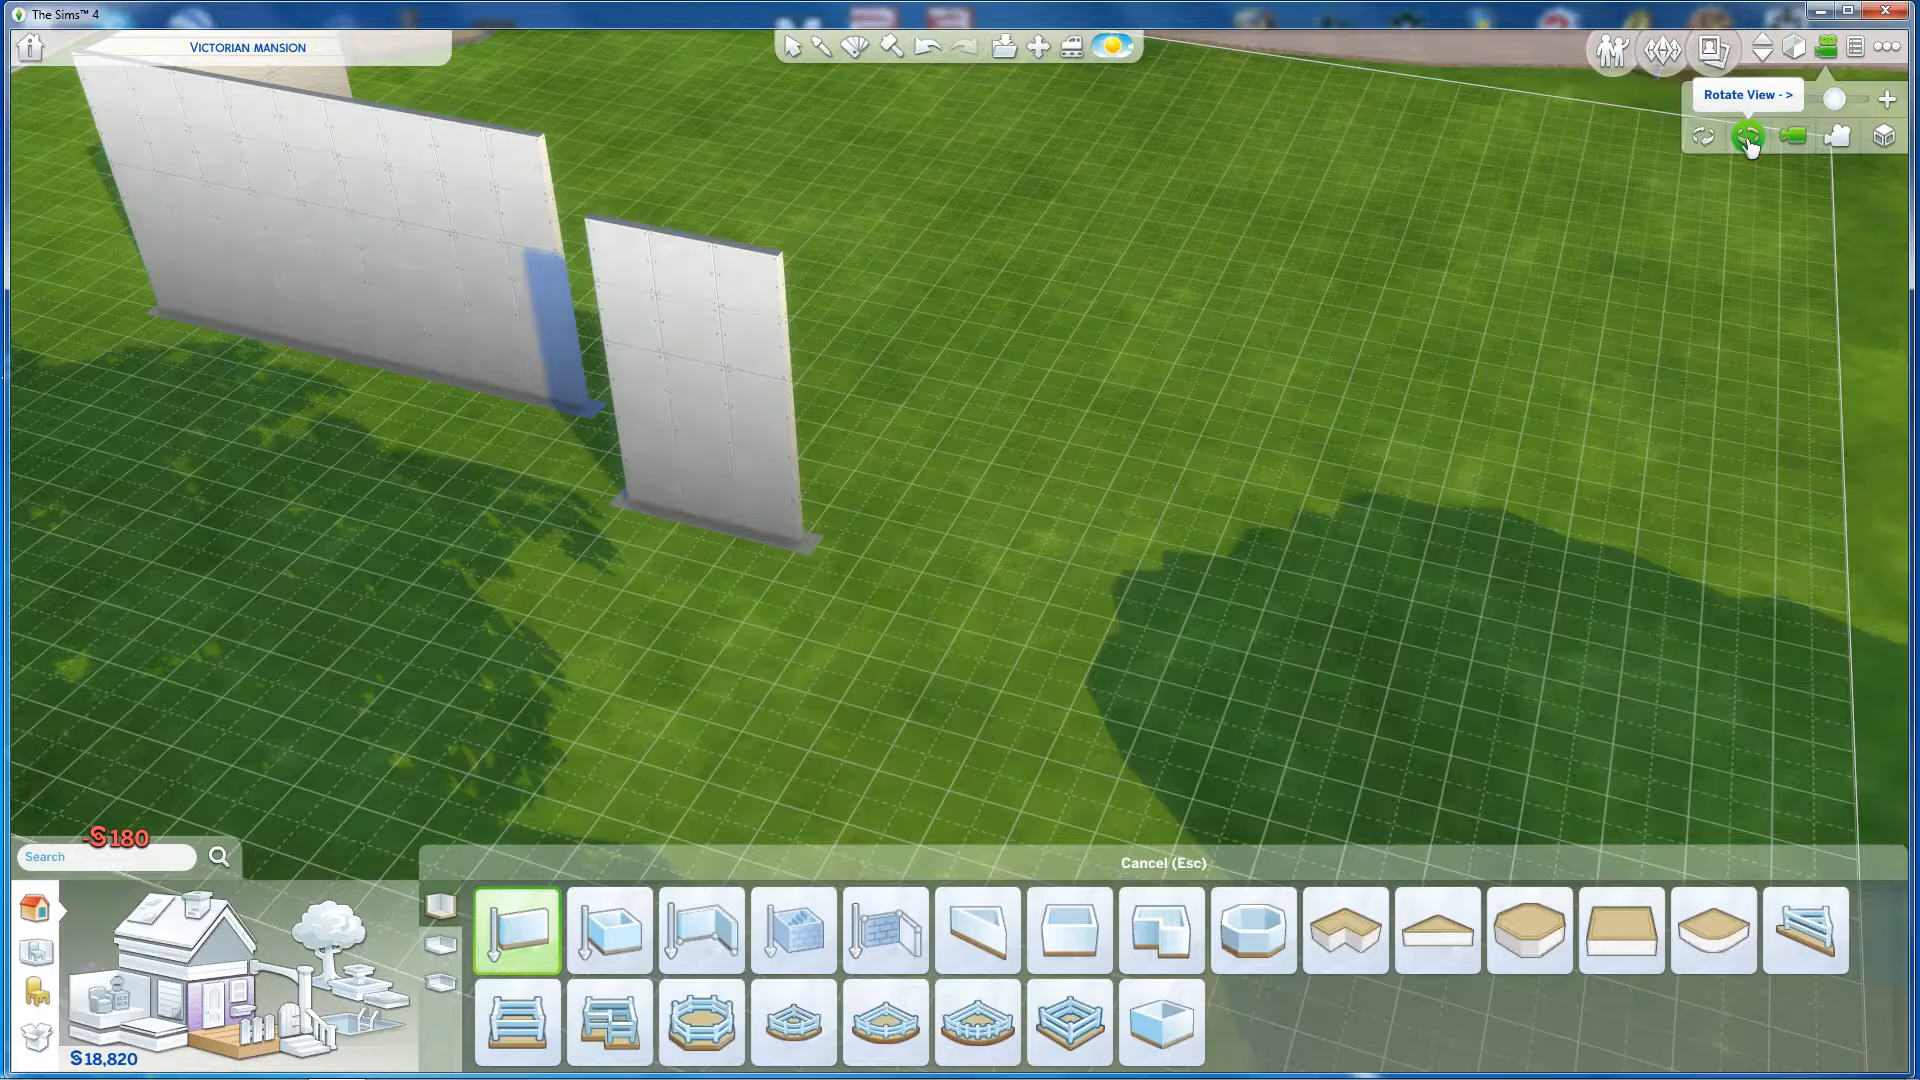 The Sims™ 4
VICTORIAN MANSION
Rotate View - >
-§180
Search
Cancel (Esc)
§18,820